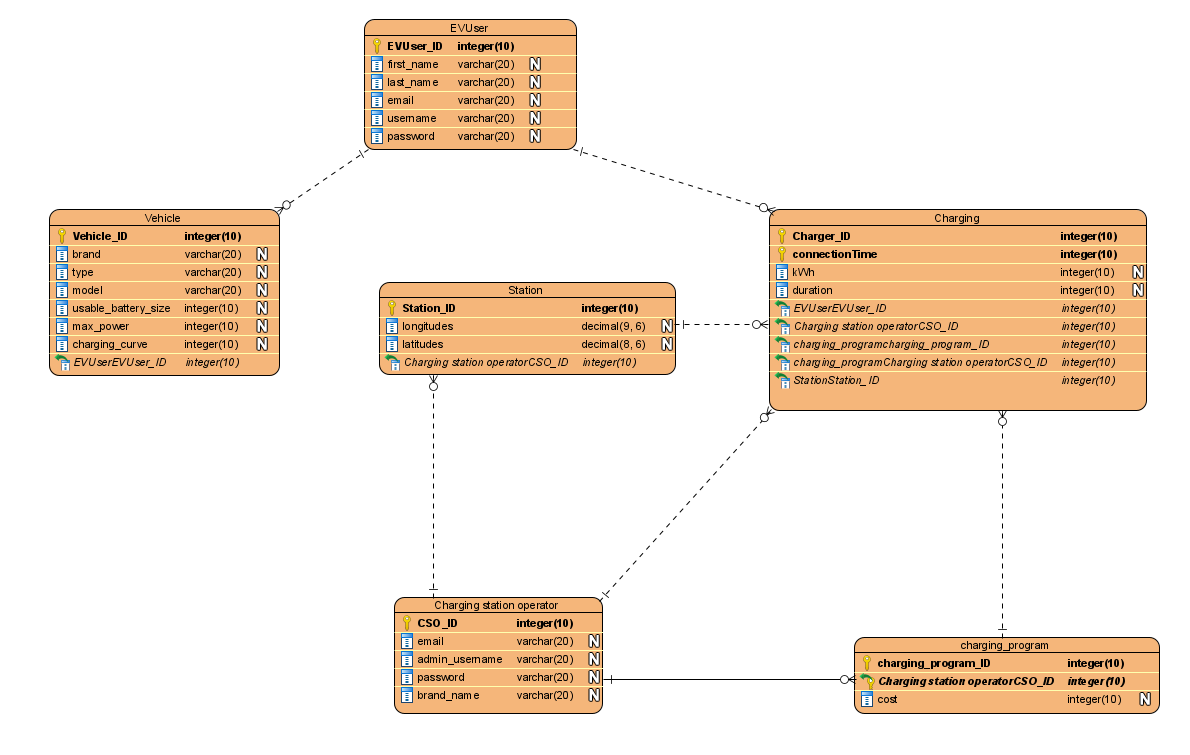 EVUser
EVUser_ID integer(10)
first_name varchar(20) N
last_name varchar(20) N
email varchar(20) N
username varchar(20) N
password varchar(20) N
Vehicle
Vehicle_ID integer(10)
brand varchar(20) N
type varchar(20) N
model varchar(20) N
usable_battery_size integer(10) N
max_power integer(10) N
charging_curve integer(10) N
EVUserEVUser_ID integer(10)
Charging
Charger_ID integer(10)
connectionTime integer(10)
kWh integer(10) N
duration integer(10) N
EVUserEVUser_ID integer(10)
Charging station operatorCSO_ID integer(10)
charging_programcharging_program_ID integer(10)
charging_programCharging station operatorCSO_ID integer(10)
StationStation_ID integer(10)
Station
Station_ID integer(10)
longitudes decimal(9, 6) N
latitudes decimal(8, 6) N
Charging station operatorCSO_ID integer(10)
Charging station operator
CSO_ID integer(10)
email varchar(20) N
admin_username varchar(20) N
password varchar(20) N
brand_name varchar(20) N
charging_program
charging_program_ID integer(10)
Charging station operatorCSO_ID integer(10)
cost integer(10) N